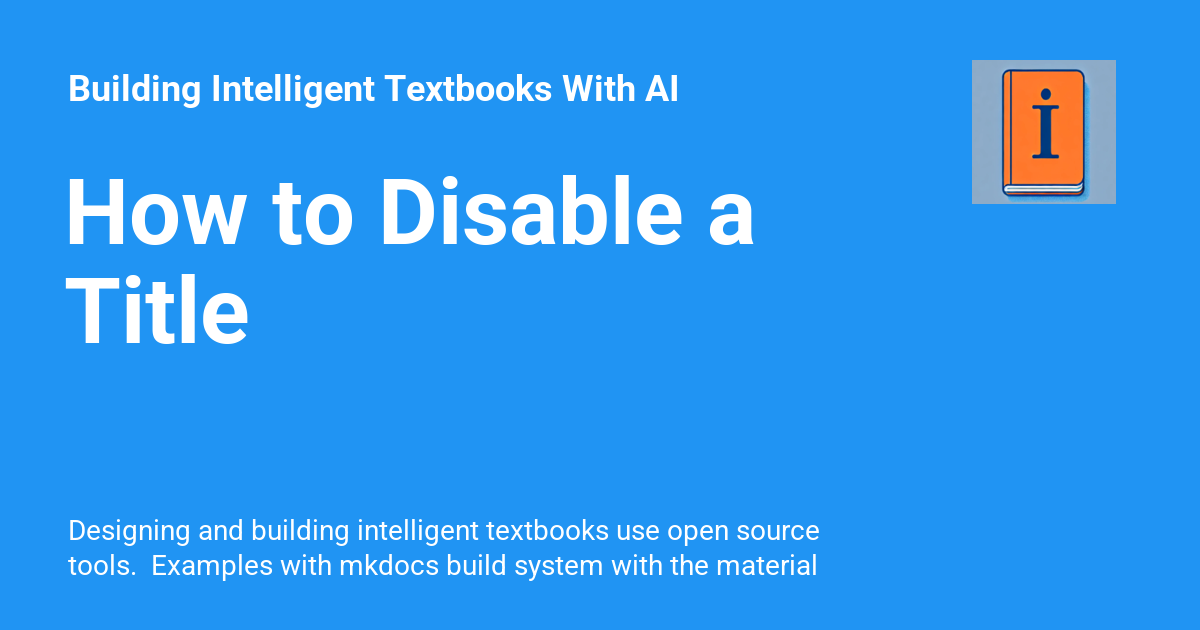 Building Intelligent Textbooks With AI
i
How to Disable a
Title
Designing and building intelligent textbooks use open source
tools.  Examples with mkdocs build system with the material